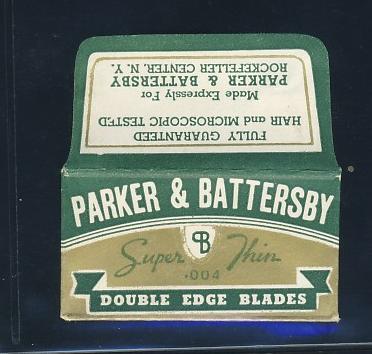 FULLY GUARANTEED
HAIR and MICROSCOPIC TESTED
Made Expressly For
PARKER & BATTERSBY
ROCKEFELLER CENTER, N. Y.
PARKER & BATTERSBY
PB
Super Thin
.004
DOUBLE EDGE BLADES